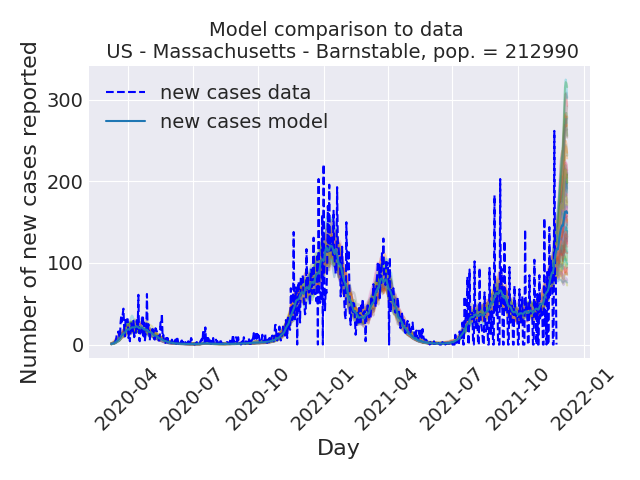 Model comparison to data
US - Massachusetts - Barnstable, pop. = 212990
Number of new cases reported
300
200
100
0
new cases data
new cases model
2020-04
2020-07
2020-10
2021-01
2021-04
2021-07
2021-10
2022-01
Day